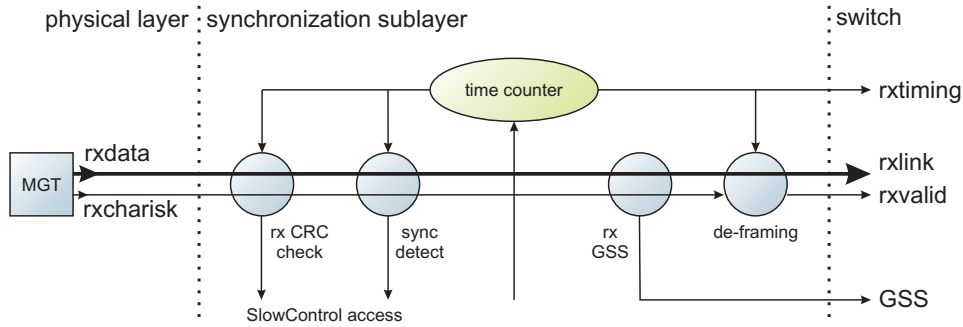 physical layer
synchronization sublayer
switch
time counter
rxtiming
rxdata
rxlink
MGT
rxcharisk
rxvalid
rx CRC
check
sync
detect
rx
GSS
de-framing
GSS
SlowControl access